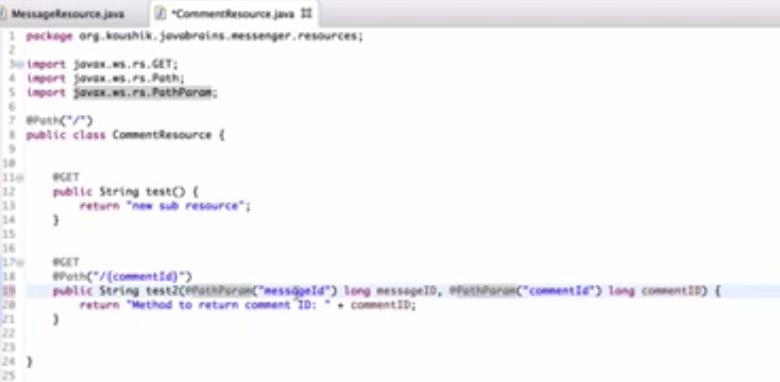 MessageResource.java *CommentResource.java
1 package org.koushik.javabrains.messenger.resources;
2
3 import javax.ws.rs.GET;
4 import javax.ws.rs.Path;
5 import javax.ws.rs.PathParam;
6
7 @Path("/")
8 public class CommentResource {
9
10
11 @GET
12 public String test() {
13 return "new sub resource";
14 }
15
16
17 @GET
18 @Path("/{commentId}")
19 public String test2(@PathParam("messageId") long messageID, @PathParam("commentId") long commentID) {
20 return "Method to return comment ID: " + commentID;
21 }
22
23
24 }
25